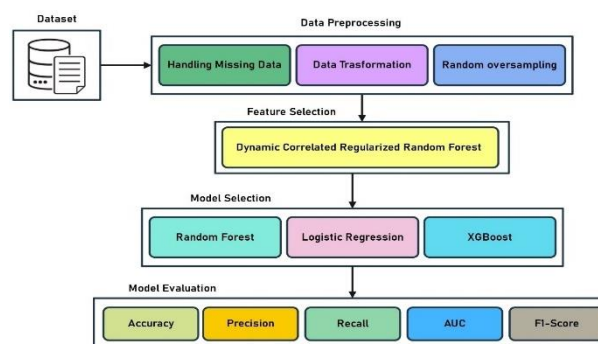 Dataset
Data Preprocessing
Handling Missing Data
Data Trasformation
Random oversampling
Feature Selection
Dynamic Correlated Regularized Random Forest
Model Selection
Random Forest
Logistic Regression
XGBoost
Model Evaluation
Accuracy
Precision
Recall
AUC
F1-Score